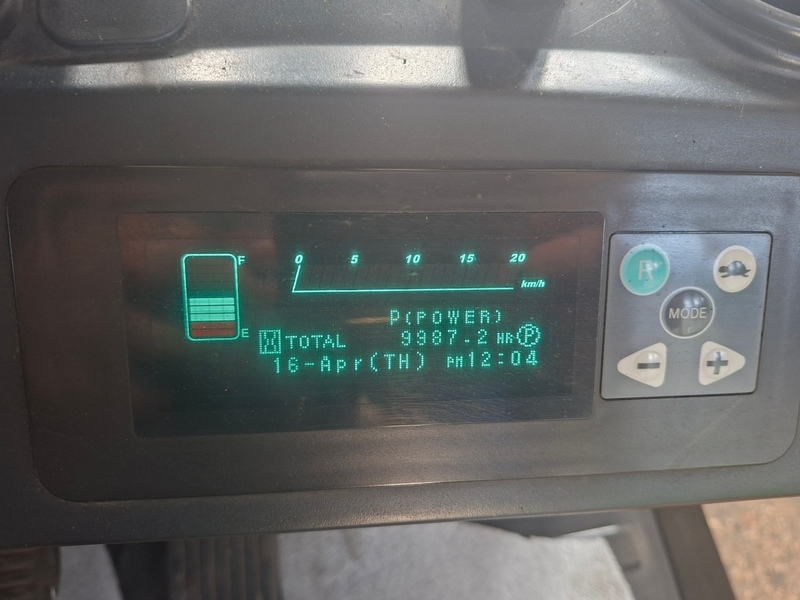 F
E
0 5 10 15 20
km/h
P(POWER)
TOTAL 9987.2 HR P
16-Apr(TH) PM12:04
MODE
- +